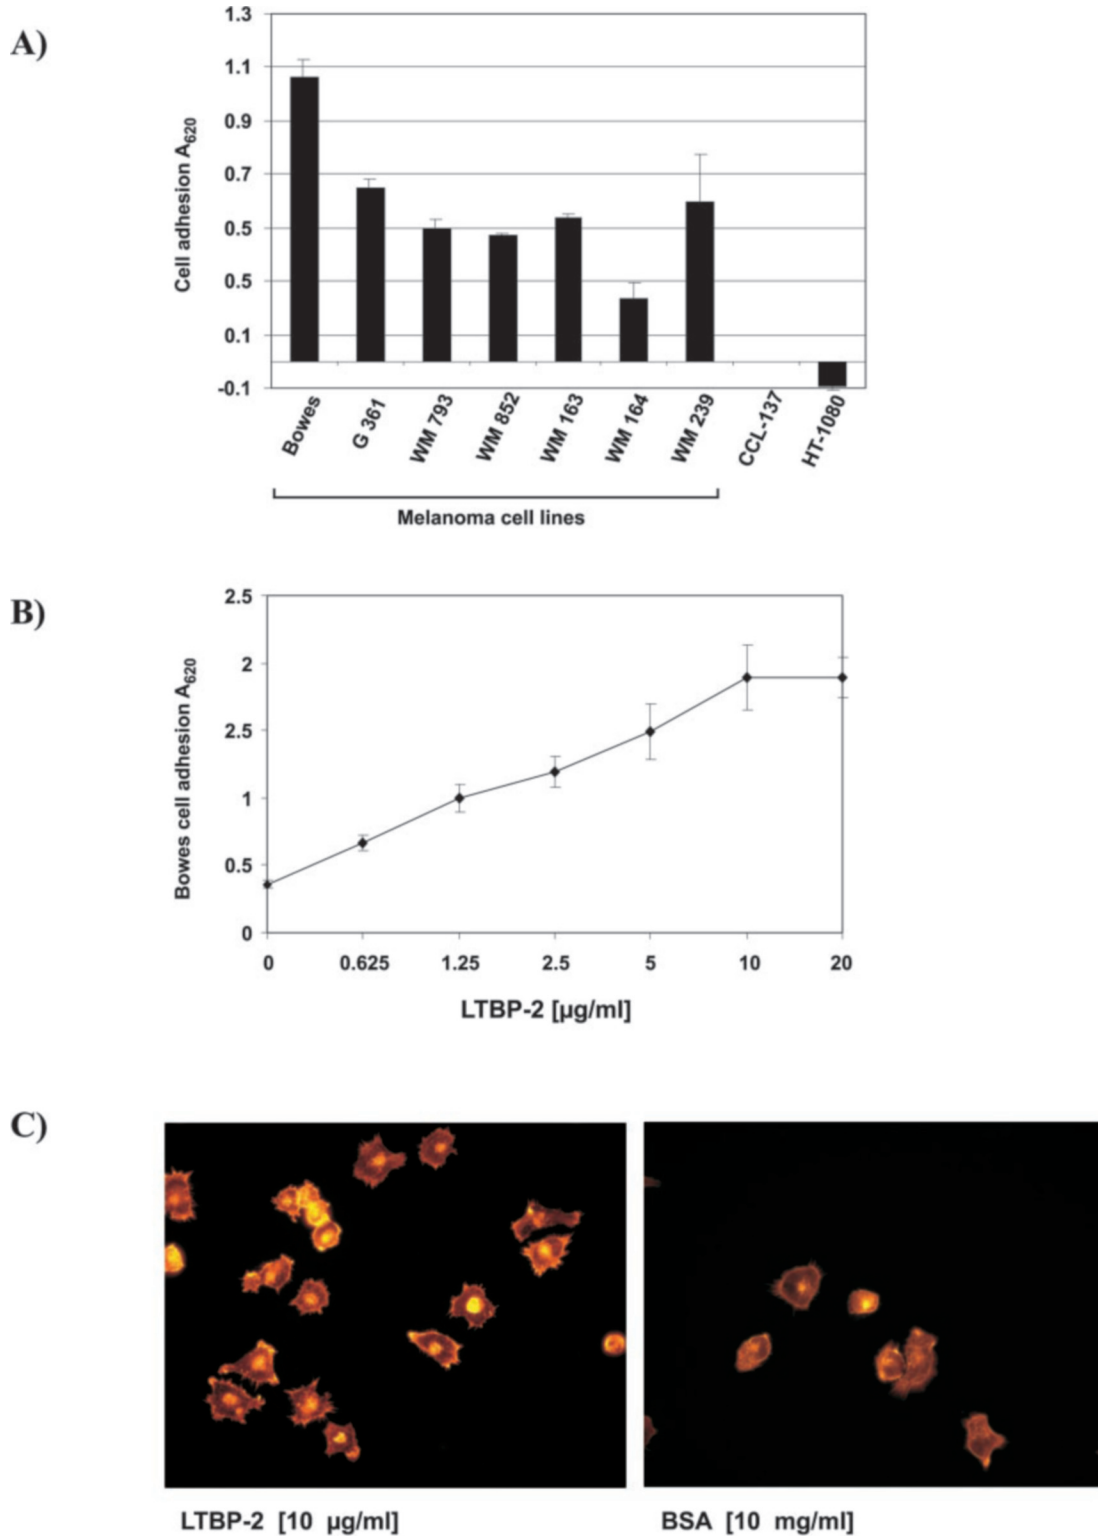 A)
1.3
1.1
0.9
0.7
0.5
0.5
0.1
-0.1
Cell adhesion A620
Bowes
G 361
WM 793
WM 852
WM 163
WM 164
WM 239
CCL-137
HT-1080
Melanoma cell lines
B)
2.5
2
2.5
1
0.5
0
Bowes cell adhesion A620
0 0.625 1.25 2.5 5 10 20
LTBP-2 [µg/ml]
C)
LTBP-2 [10 µg/ml]
BSA [10 mg/ml]